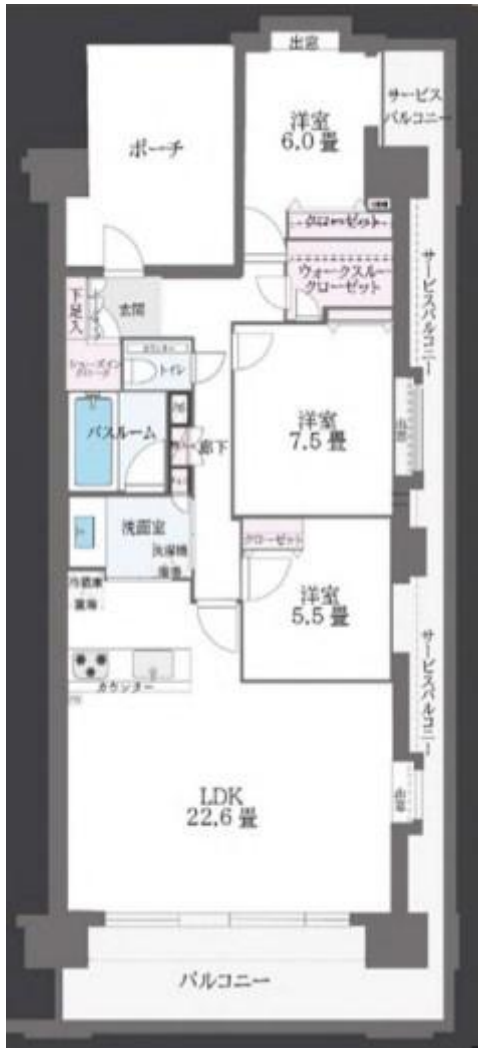 出窓
サービス
バルコニー
洋室
6.0 畳
ポーチ
クローゼット
サービスバルコニー
ウォークスルー
クローゼット
下足入
玄関
シューズイン
トイレ
洋室
7.5 畳
出窓
バスルーム
廊下
洗面室
洗濯機
置場
クローゼット
洋室
5.5 畳
冷蔵庫
置場
カウンター
サービスバルコニー
LDK
22.6 畳
出窓
バルコニー